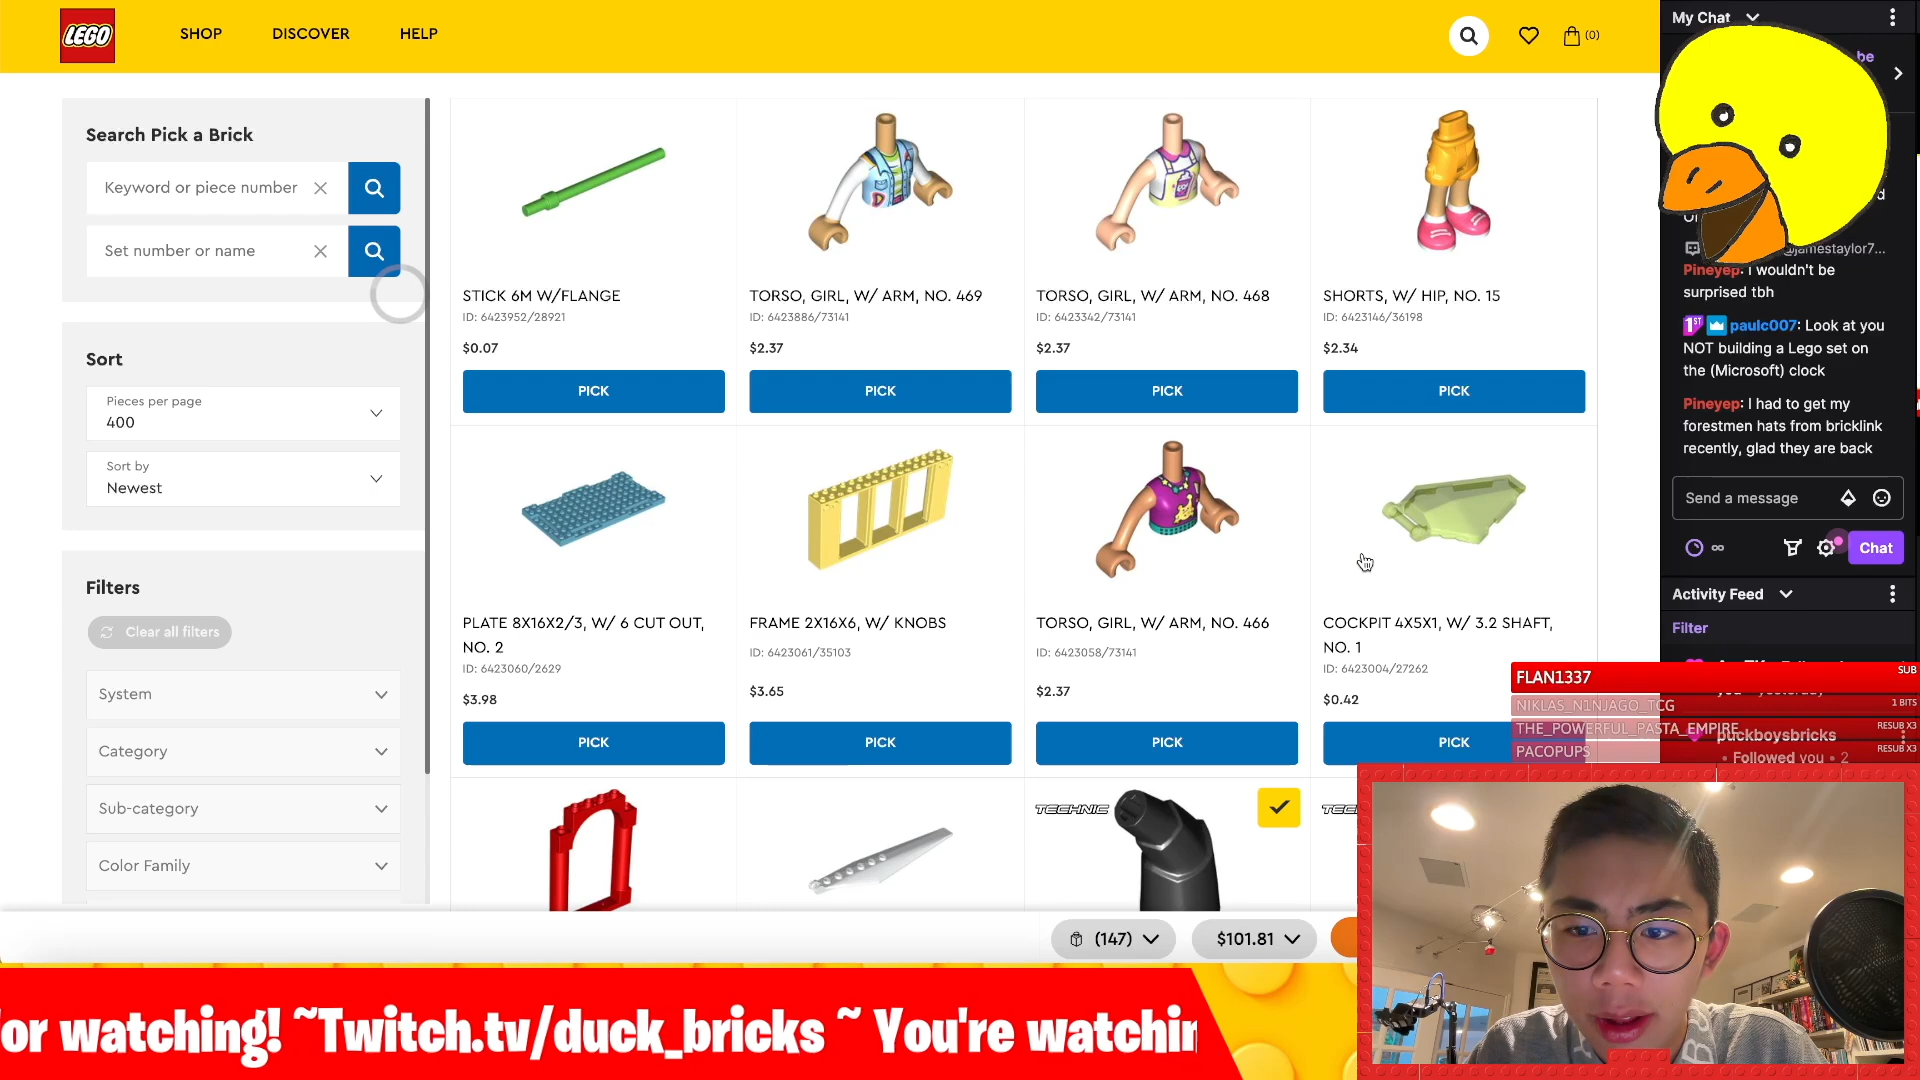 LEGO
SHOP
DISCOVER
HELP
(0)
Search Pick a Brick
Keyword or piece number
Set number or name
Sort
Pieces per page
400
Sort by
Newest
Filters
Clear all filters
System
Category
Sub-category
Color Family
STICK 6M W/FLANGE
ID: 6423952/28921
$0.07
PICK
TORSO, GIRL, W/ ARM, NO. 469
ID: 6423886/73141
$2.37
PICK
TORSO, GIRL, W/ ARM, NO. 468
ID: 6423342/73141
$2.37
PICK
SHORTS, W/ HIP, NO. 15
ID: 6423146/36198
$2.34
PICK
PLATE 8X16X2/3, W/ 6 CUT OUT,
NO. 2
ID: 6423060/2629
$3.98
PICK
FRAME 2X16X6, W/ KNOBS
ID: 6423061/35103
$3.65
PICK
TORSO, GIRL, W/ ARM, NO. 466
ID: 6423058/73141
$2.37
PICK
COCKPIT 4X5X1, W/ 3.2 SHAFT,
NO. 1
ID: 6423004/27262
$0.42
PICK
TECHNIC
(147)
$101.81
My Chat
be
@jamestaylor7...
Pineyep: I wouldn't be
surprised tbh
1ST paulc007: Look at you
NOT building a Lego set on
the (Microsoft) clock
Pineyep: I had to get my
forestmen hats from bricklink
recently, glad they are back
Send a message
∞
Chat
Activity Feed
Filter
FLAN1337
SUB
NIKLAS_N1NJAGO_TCG
1 BITS
THE_POWERFUL_PASTA_EMPIRE
RESUB X3
PACOPUPS
RESUB X3
puckboysbricks
• Followed you • 2
or watching! ~Twitch.tv/duck_bricks ~ You're watchin